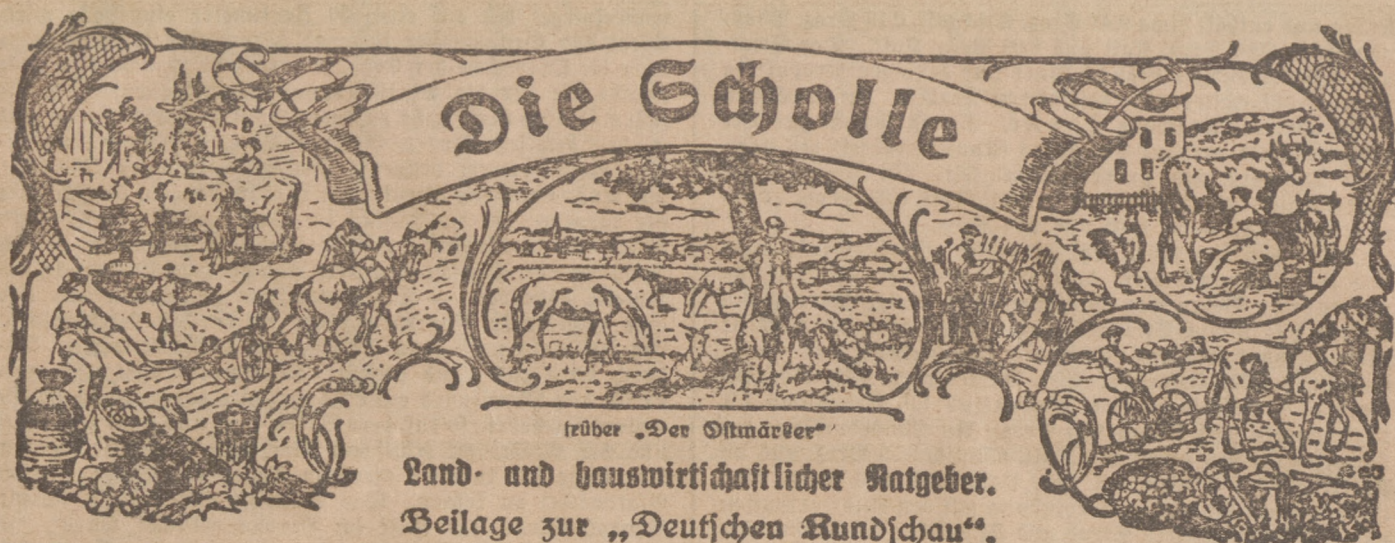 Die Scholle
früher „Der Ostmärker“
Land- und hauswirtschaftlicher Ratgeber.
Beilage zur „Deutschen Rundschau“.